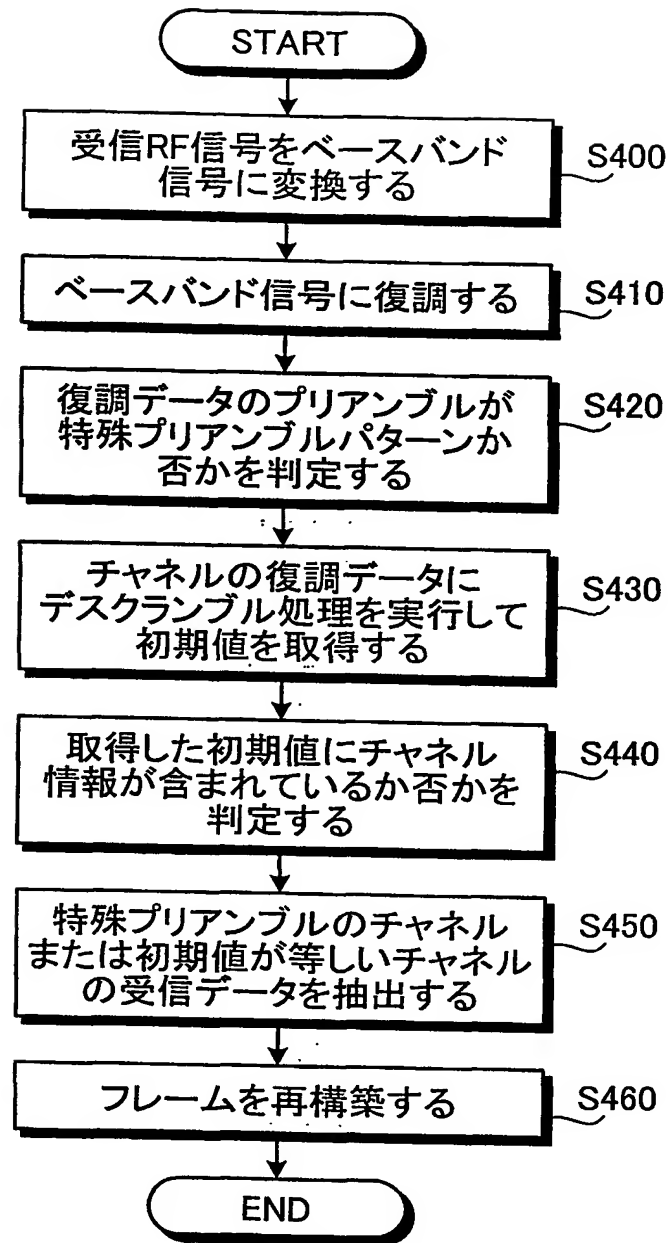 START
受信RF信号をベースバンド
信号に変換する
S400
ベースバンド信号に復調する
S410
復調データのプリアンブルが
特殊プリアンブルパターンか
否かを判定する
S420
チャネルの復調データに
デスクランブル処理を実行して
初期値を取得する
S430
取得した初期値にチャネル
情報が含まれているか否かを
判定する
S440
特殊プリアンブルのチャネル
または初期値が等しいチャネル
の受信データを抽出する
S450
フレームを再構築する
S460
END